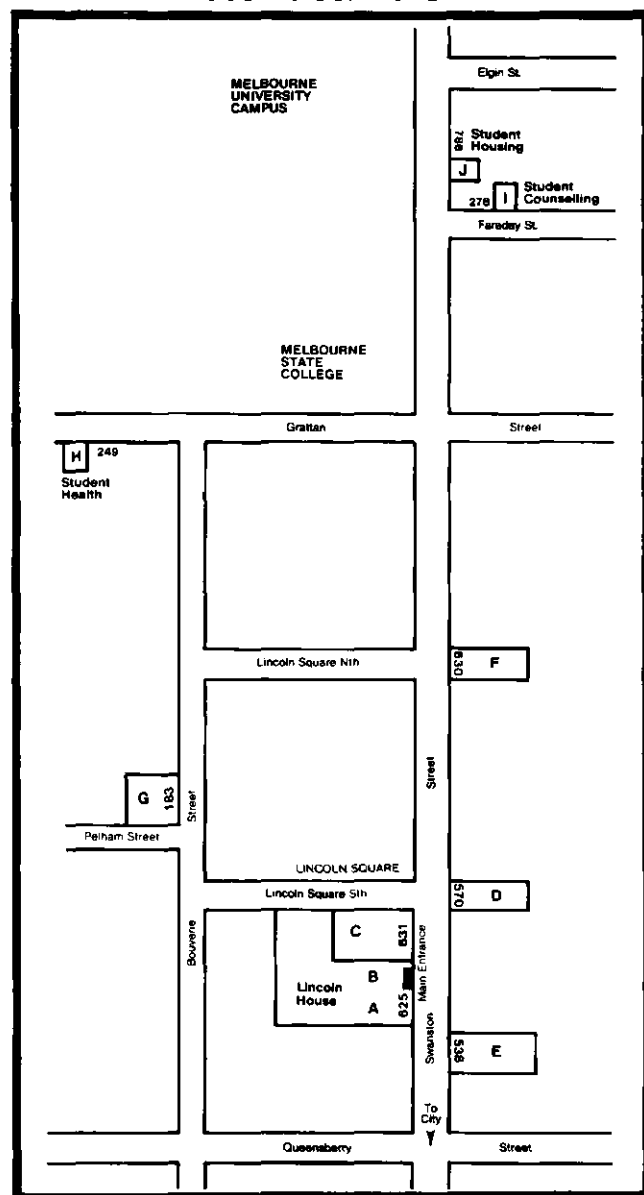 Elgin St.
MELBOURNE
UNIVERSITY
CAMPUS
786
Student
Housing
J
278
I
Student
Counselling
Faraday St.
MELBOURNE
STATE
COLLEGE
Grattan
Street
H
249
Student
Health
Lincoln Square Nth
630
F
Street
G
183
Street
Pelham Street
LINCOLN SQUARE
Lincoln Square Sth
570
D
Bouverie
C
631
Main Entrance
B
Lincoln
House
A
625
Swanston
538
E
To
City
Queensberry
Street